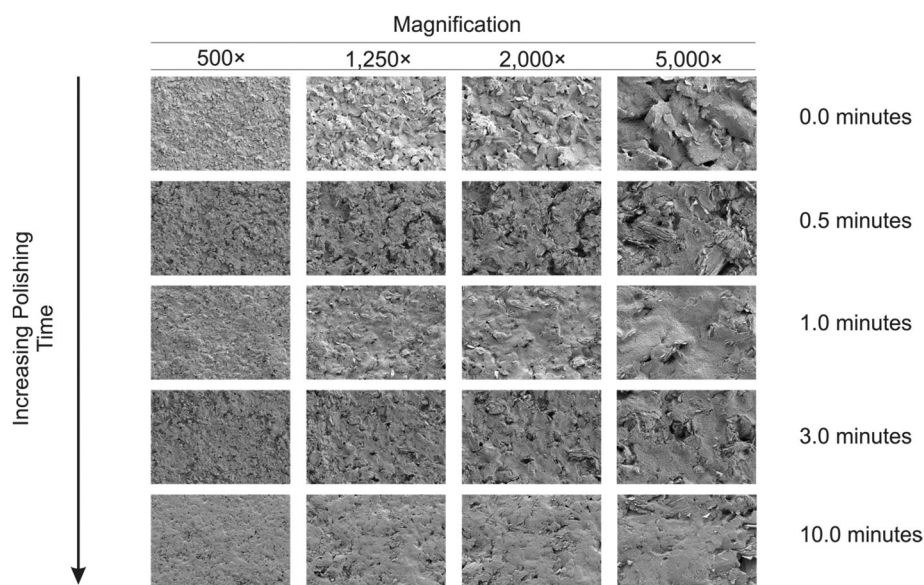 Magnification
500×
1,250×
2,000×
5,000×
0.0 minutes
0.5 minutes
1.0 minutes
3.0 minutes
10.0 minutes
Increasing Polishing
Time